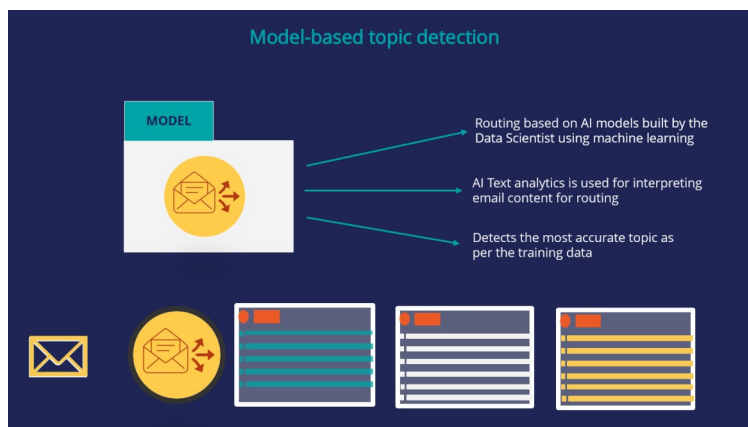 Model-based topic detection
MODEL
Routing based on AI models built by the
Data Scientist using machine learning
AI Text analytics is used for interpreting
email content for routing
Detects the most accurate topic as
per the training data